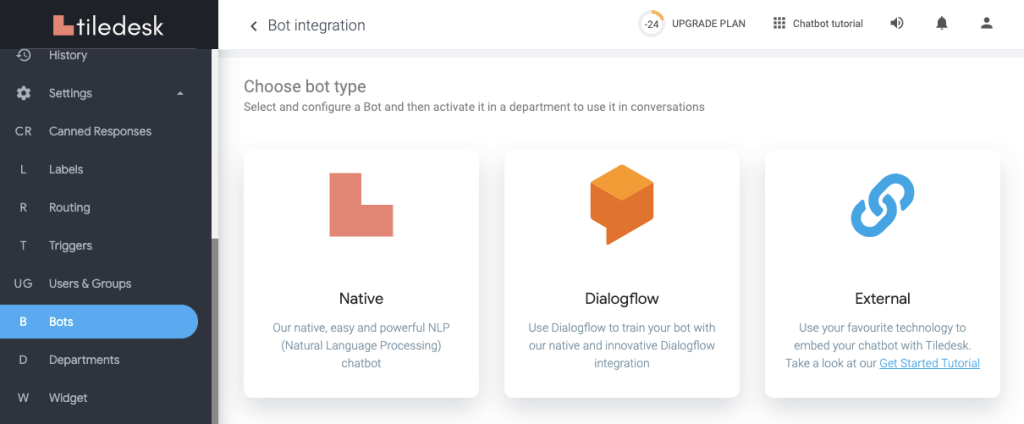 tiledesk
Bot integration
-24 UPGRADE PLAN
Chatbot tutorial
History
Settings
CR Canned Responses
L Labels
R Routing
T Triggers
UG Users & Groups
B Bots
D Departments
W Widget
Choose bot type
Select and configure a Bot and then activate it in a department to use it in conversations
Native
Our native, easy and powerful NLP
(Natural Language Processing)
chatbot
Dialogflow
Use Dialogflow to train your bot with
our native and innovative Dialogflow
integration
External
Use your favourite technology to
embed your chatbot with Tiledesk.
Take a look at our Get Started Tutorial